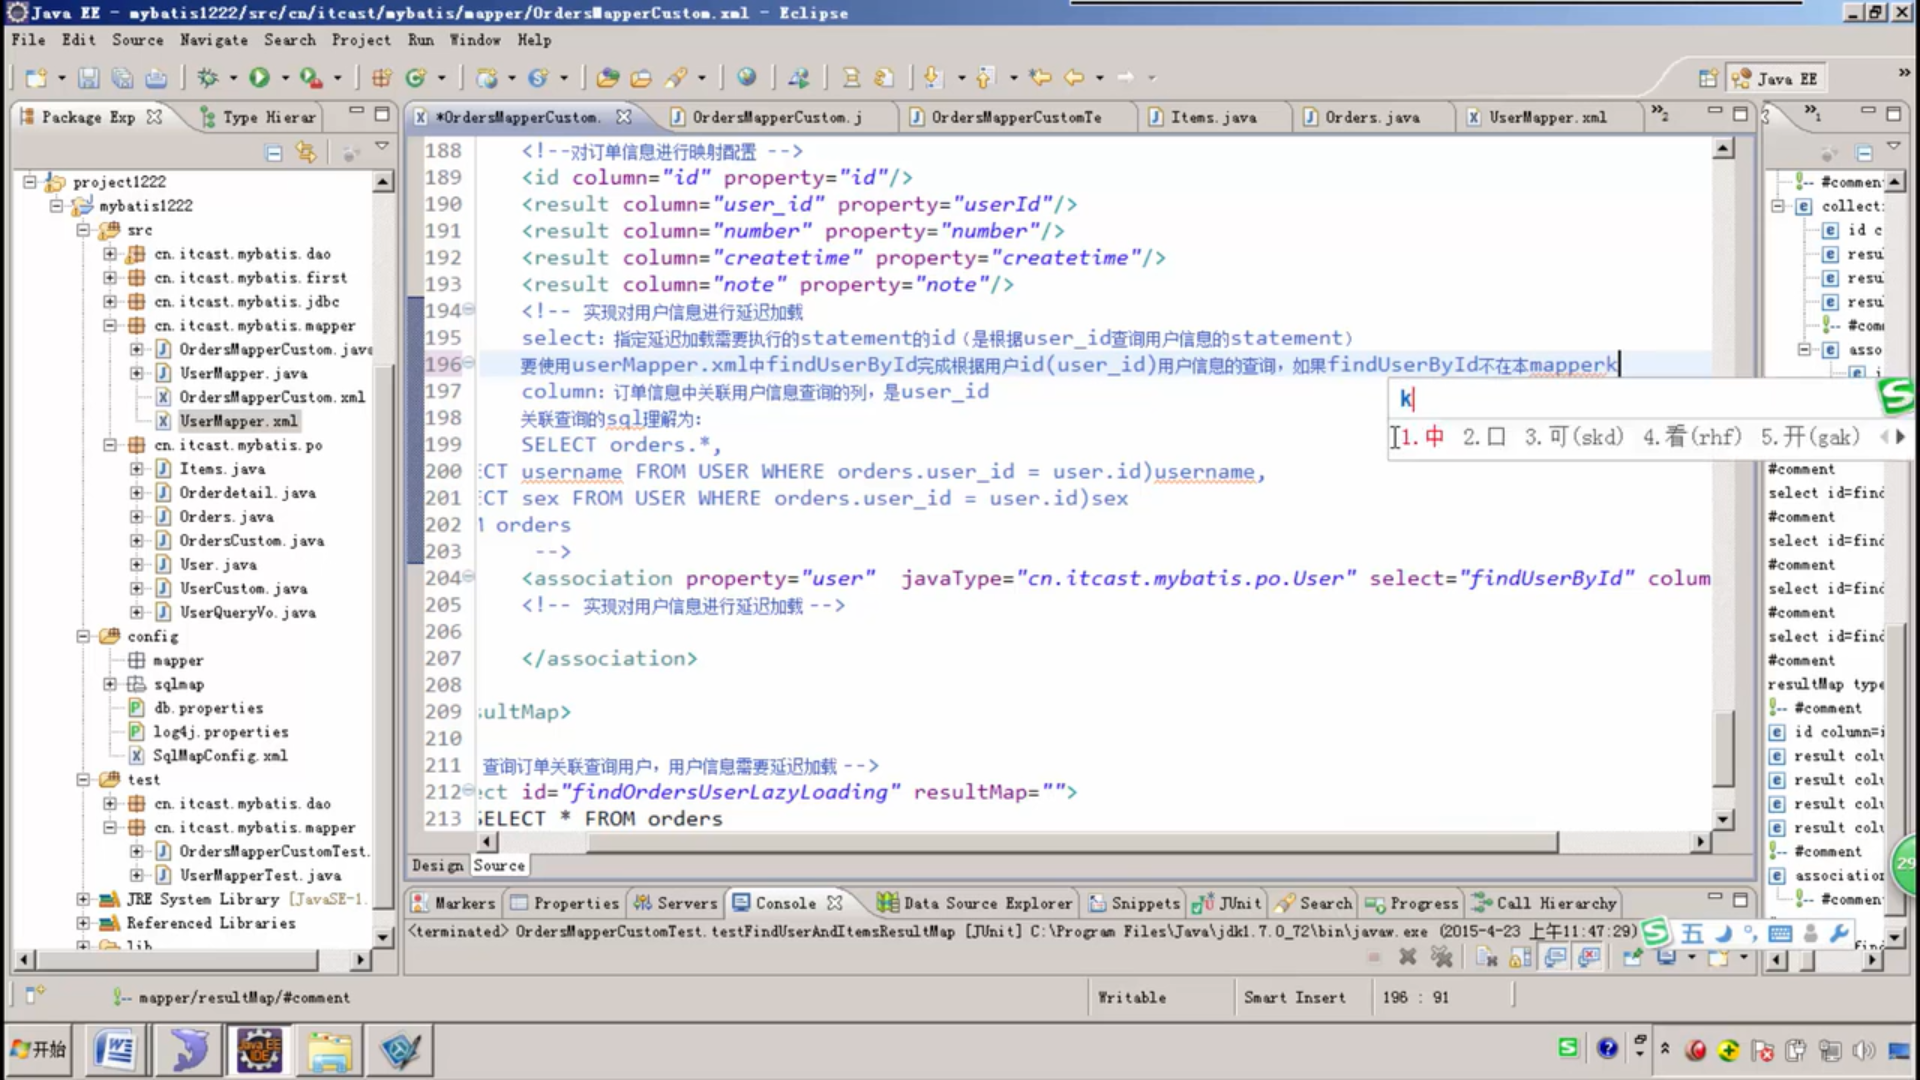 Java EE - mybatis1222/src/cn/itcast/mybatis/mapper/OrdersMapperCustom.xml - Eclipse
File Edit Source Navigate Search Project Run Window Help
Java EE
Package Exp
Type Hierar
*OrdersMapperCustom.
OrdersMapperCustom.j
OrdersMapperCustomTe
Items.java
Orders.java
UserMapper.xml
project1222
mybatis1222
src
cn.itcast.mybatis.dao
cn.itcast.mybatis.first
cn.itcast.mybatis.jdbc
cn.itcast.mybatis.mapper
OrdersMapperCustom.java
UserMapper.java
OrdersMapperCustom.xml
UserMapper.xml
cn.itcast.mybatis.po
Items.java
Orderdetail.java
Orders.java
OrdersCustom.java
User.java
UserCustom.java
UserQueryVo.java
config
mapper
sqlmap
db.properties
log4j.properties
SqlMapConfig.xml
test
cn.itcast.mybatis.dao
cn.itcast.mybatis.mapper
OrdersMapperCustomTest.
UserMapperTest.java
JRE System Library [JavaSE-1.
Referenced Libraries
lib
188 <!--对订单信息进行映射配置 -->
189 <id column="id" property="id"/>
190 <result column="user_id" property="userId"/>
191 <result column="number" property="number"/>
192 <result column="createtime" property="createtime"/>
193 <result column="note" property="note"/>
194 <!-- 实现对用户信息进行延迟加载
195 select：指定延迟加载需要执行的statement的id（是根据user_id查询用户信息的statement）
196 要使用userMapper.xml中findUserById完成根据用户id(user_id)用户信息的查询，如果findUserById不在本mapperk
197 column：订单信息中关联用户信息查询的列，是user_id
198 关联查询的sql理解为：
199 SELECT orders.*,
200 ECT username FROM USER WHERE orders.user_id = user.id)username,
201 ECT sex FROM USER WHERE orders.user_id = user.id)sex
202 M orders
203 -->
204 <association property="user" javaType="cn.itcast.mybatis.po.User" select="findUserById" colum
205 <!-- 实现对用户信息进行延迟加载 -->
206
207 </association>
208
209 sultMap>
210
211 查询订单关联查询用户，用户信息需要延迟加载 -->
212 ect id="findOrdersUserLazyLoading" resultMap="">
213 SELECT * FROM orders
k
1.中 2.口 3.可(skd) 4.看(rhf) 5.开(gak)
#commen
collect:
id c
resu
resu
resu
#como
asso
#comment
select id=find
#comment
select id=find
#comment
select id=find
#comment
select id=find
#comment
resultMap type
#comment
id column=i
result colu
result colu
result colu
result colu
#comment
association
#commen
Design Source
Markers Properties Servers Console Data Source Explorer Snippets JUnit Search Progress Call Hierarchy
<terminated> OrdersMapperCustomTest.testFindUserAndItemsResultMap [JUnit] C:\Program Files\Java\jdk1.7.0_72\bin\javaw.exe (2015-4-23 上午11:47:29)
五
29
mapper/resultMap/#comment
Writable
Smart Insert
196 : 91
开始